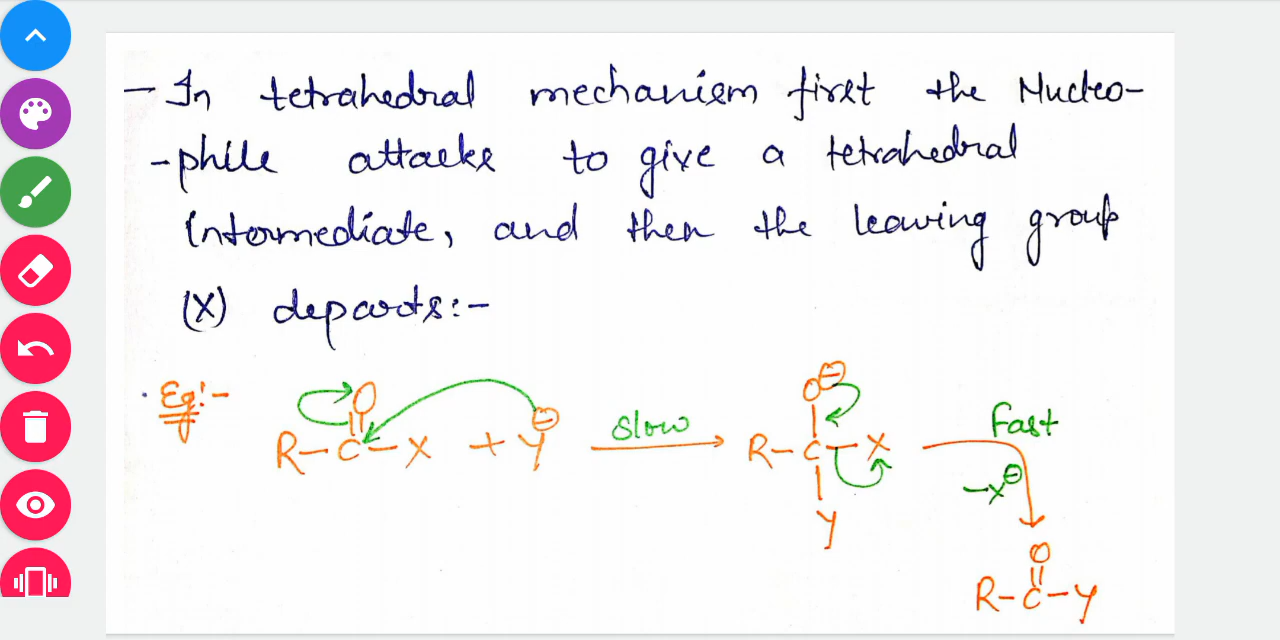 - In tetrahedral mechanism first the Nucleo-
-phile attacks to give a tetrahedral
intermediate, and then the leaving group
(X) departs:-
Eg:-
O
R-C-X + Y⊖
Slow
O⊖
R-C-X
Y
Fast
-X⊖
O
R-C-Y